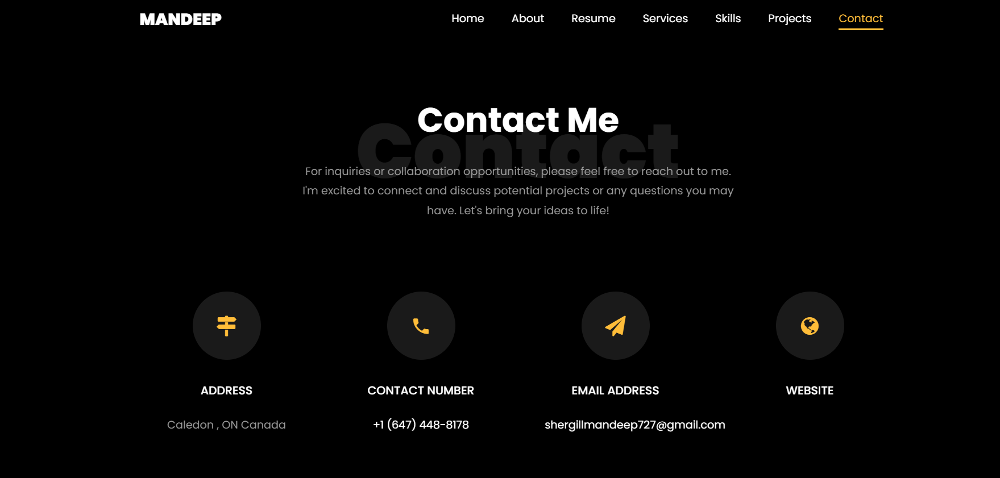 MANDEEP
Home About Resume Services Skills Projects Contact
Contact Me
Contact
For inquiries or collaboration opportunities, please feel free to reach out to me.
I'm excited to connect and discuss potential projects or any questions you may
have. Let's bring your ideas to life!
ADDRESS CONTACT NUMBER EMAIL ADDRESS WEBSITE
Caledon , ON Canada +1 (647) 448-8178 shergillmandeep727@gmail.com